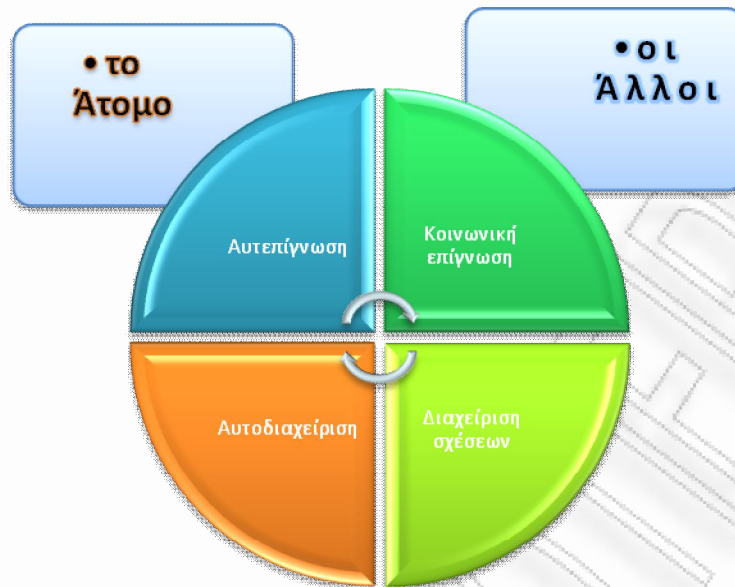 • το
Άτομο
• οι
Άλλοι
Αυτεπίγνωση
Κοινωνική
επίγνωση
Αυτοδιαχείριση
Διαχείριση
σχέσεων